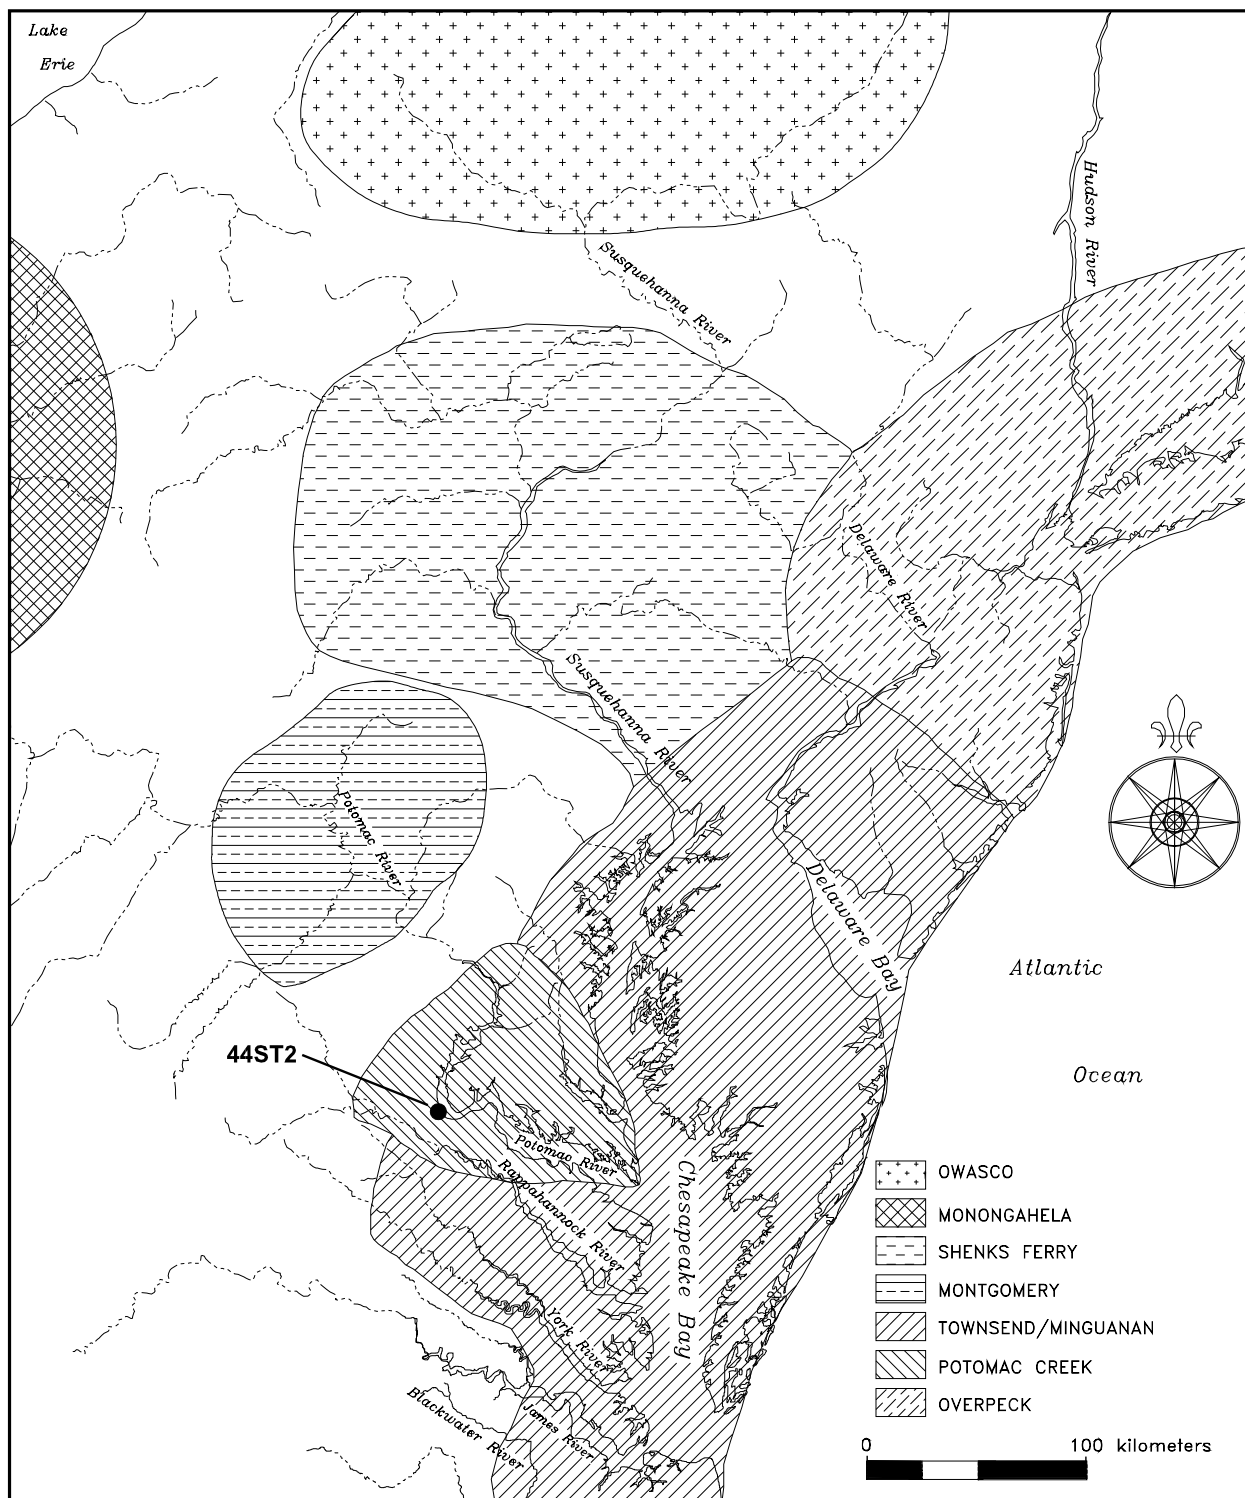 Lake
Erie
Hudson River
Susquehanna River
Delaware River
Susquehanna River
Potomac River
Delaware Bay
Atlantic
Ocean
44ST2
Potomac River
Rappahannock River
Chesapeake Bay
York River
James River
Blackwater River
OWASCO
MONONGAHELA
SHENKS FERRY
MONTGOMERY
TOWNSEND/MINGUANAN
POTOMAC CREEK
OVERPECK
0 100 kilometers